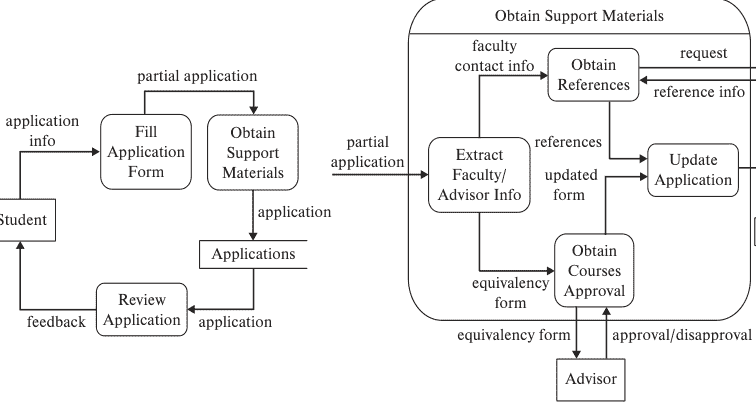 Obtain Support Materials
partial application
application
info
Fill
Application
Form
Obtain
Support
Materials
Student
application
Applications
Review
Application
feedback
application
faculty
contact info
Obtain
References
request
reference info
partial
application
Extract
Faculty/
Advisor Info
references
updated
form
Update
Application
equivalency
form
Obtain
Courses
Approval
equivalency form
approval/disapproval
Advisor